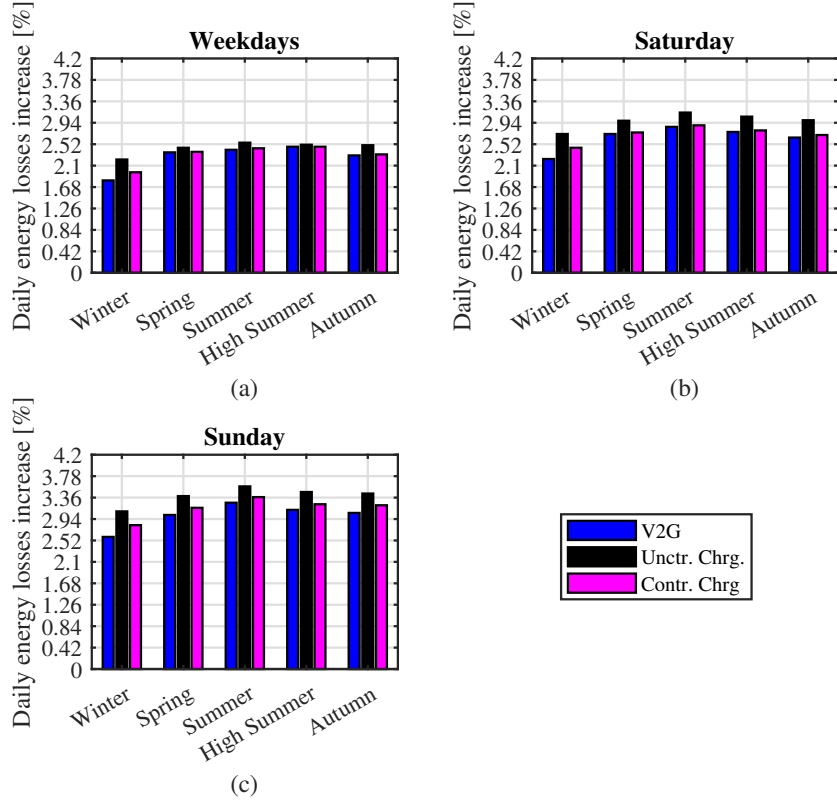 Weekdays
Daily energy losses increase [%]
4.2
3.78
3.36
2.94
2.52
2.1
1.68
1.26
0.84
0.42
0
Winter
Spring
Summer
High Summer
Autumn
(a)
Saturday
Daily energy losses increase [%]
4.2
3.78
3.36
2.94
2.52
2.1
1.68
1.26
0.84
0.42
0
Winter
Spring
Summer
High Summer
Autumn
(b)
Sunday
Daily energy losses increase [%]
4.2
3.78
3.36
2.94
2.52
2.1
1.68
1.26
0.84
0.42
0
Winter
Spring
Summer
High Summer
Autumn
(c)
V2G
Unctr. Chrg.
Contr. Chrg